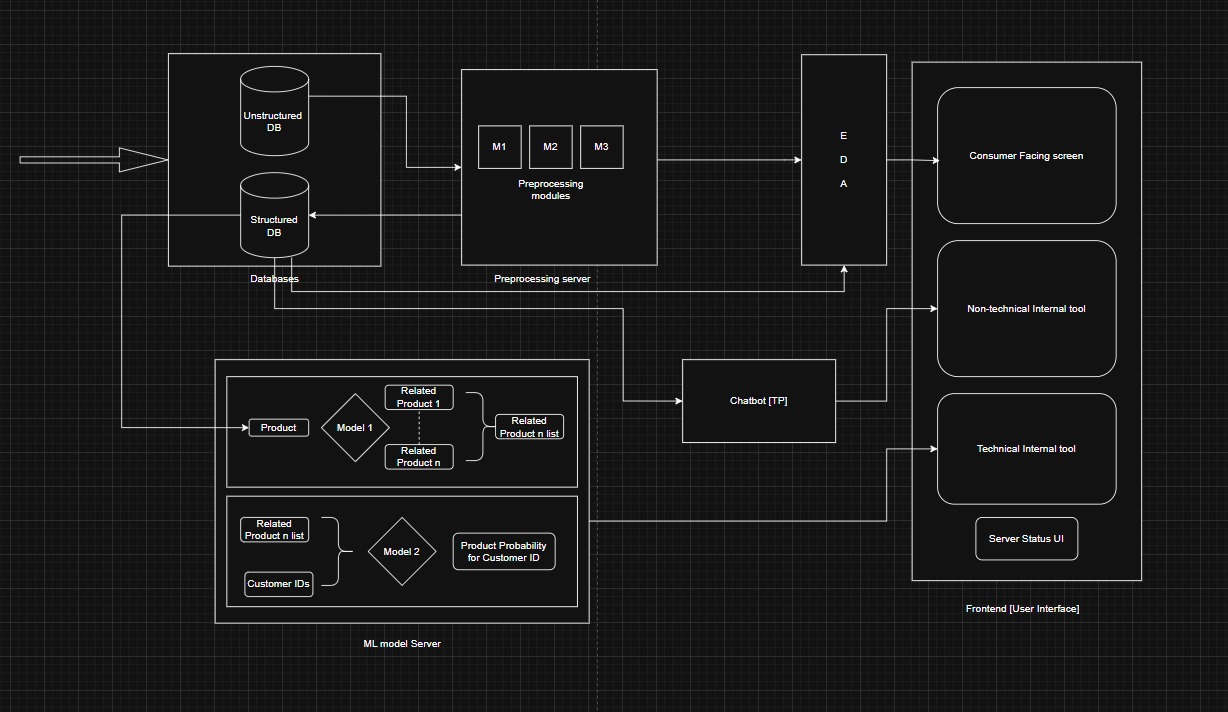 Unstructured
DB
Structured
DB
Databases
M1
M2
M3
Preprocessing
modules
Preprocessing server
E
D
A
Consumer Facing screen
Non-technical Internal tool
Technical Internal tool
Server Status UI
Frontend [User Interface]
Chatbot [TP]
Product
Model 1
Related
Product 1
Related
Product n
Related
Product n list
Related
Product n list
Customer IDs
Model 2
Product Probability
for Customer ID
ML model Server